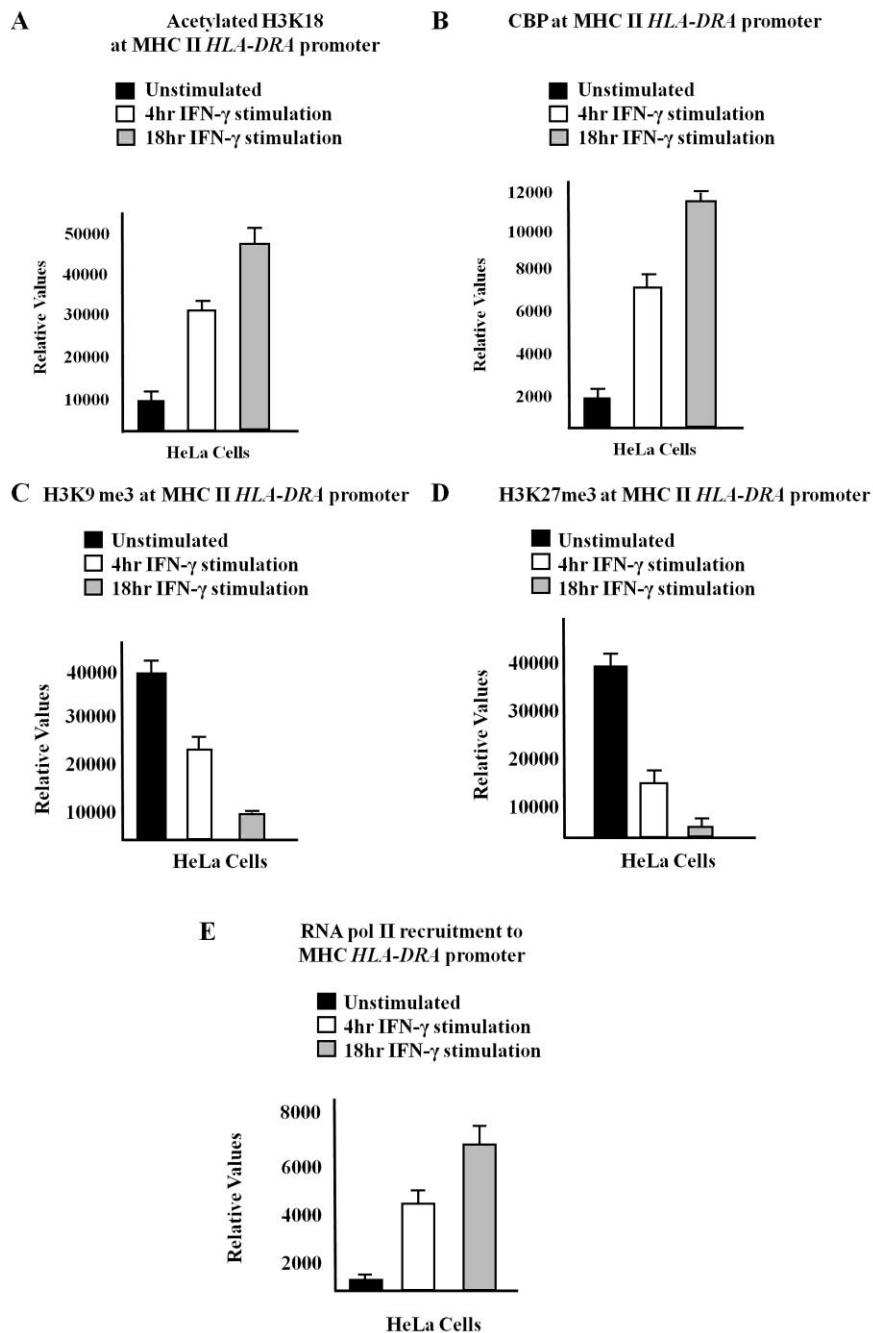 A
Acetylated H3K18
at MHC II HLA-DRA promoter
Unstimulated
4hr IFN-γ stimulation
18hr IFN-γ stimulation
50000
40000
30000
20000
10000
Relative Values
HeLa Cells
B
CBP at MHC II HLA-DRA promoter
Unstimulated
4hr IFN-γ stimulation
18hr IFN-γ stimulation
12000
10000
8000
6000
4000
2000
Relative Values
HeLa Cells
C
H3K9 me3 at MHC II HLA-DRA promoter
Unstimulated
4hr IFN-γ stimulation
18hr IFN-γ stimulation
40000
30000
20000
10000
Relative Values
HeLa Cells
D
H3K27me3 at MHC II HLA-DRA promoter
Unstimulated
4hr IFN-γ stimulation
18hr IFN-γ stimulation
40000
30000
20000
10000
Relative Values
HeLa Cells
E
RNA pol II recruitment to
MHC HLA-DRA promoter
Unstimulated
4hr IFN-γ stimulation
18hr IFN-γ stimulation
8000
6000
4000
2000
Relative Values
HeLa Cells